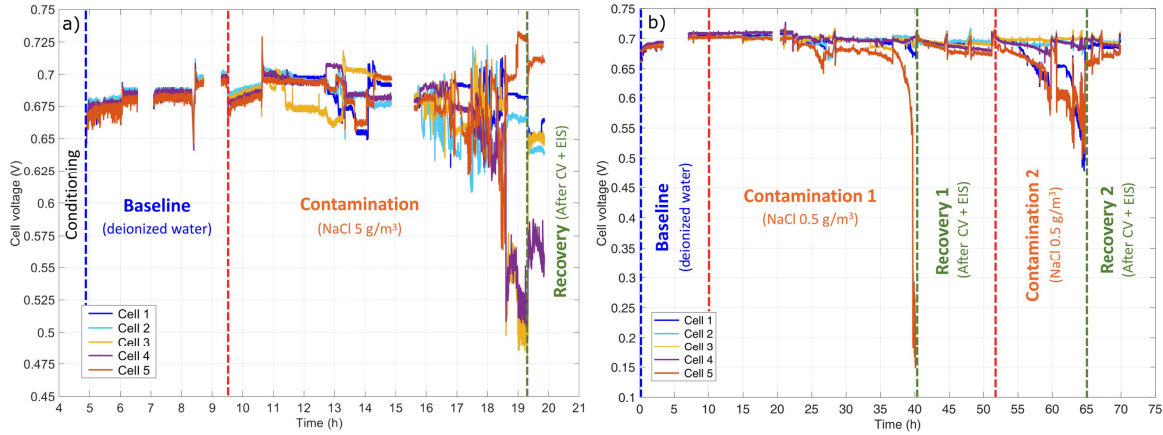 a)
Cell voltage (V)
0.75
0.725
0.7
0.675
0.65
0.625
0.6
0.575
0.55
0.525
0.5
0.475
0.45
Conditioning
Baseline
(deionized water)
Contamination
(NaCl 5 g/m³)
Recovery (After CV + EIS)
Cell 1
Cell 2
Cell 3
Cell 4
Cell 5
4 5 6 7 8 9 10 11 12 13 14 15 16 17 18 19 20 21
Time (h)
b)
Cell voltage (V)
0.75
0.7
0.65
0.6
0.55
0.5
0.45
0.4
0.35
0.3
0.25
0.2
0.15
0.1
Baseline
(deionized water)
Contamination 1
(NaCl 0.5 g/m³)
Recovery 1
(After CV + EIS)
Contamination 2
(NaCl 0.5 g/m³)
Recovery 2
(After CV + EIS)
Cell 1
Cell 2
Cell 3
Cell 4
Cell 5
0 5 10 15 20 25 30 35 40 45 50 55 60 65 70 75
Time (h)